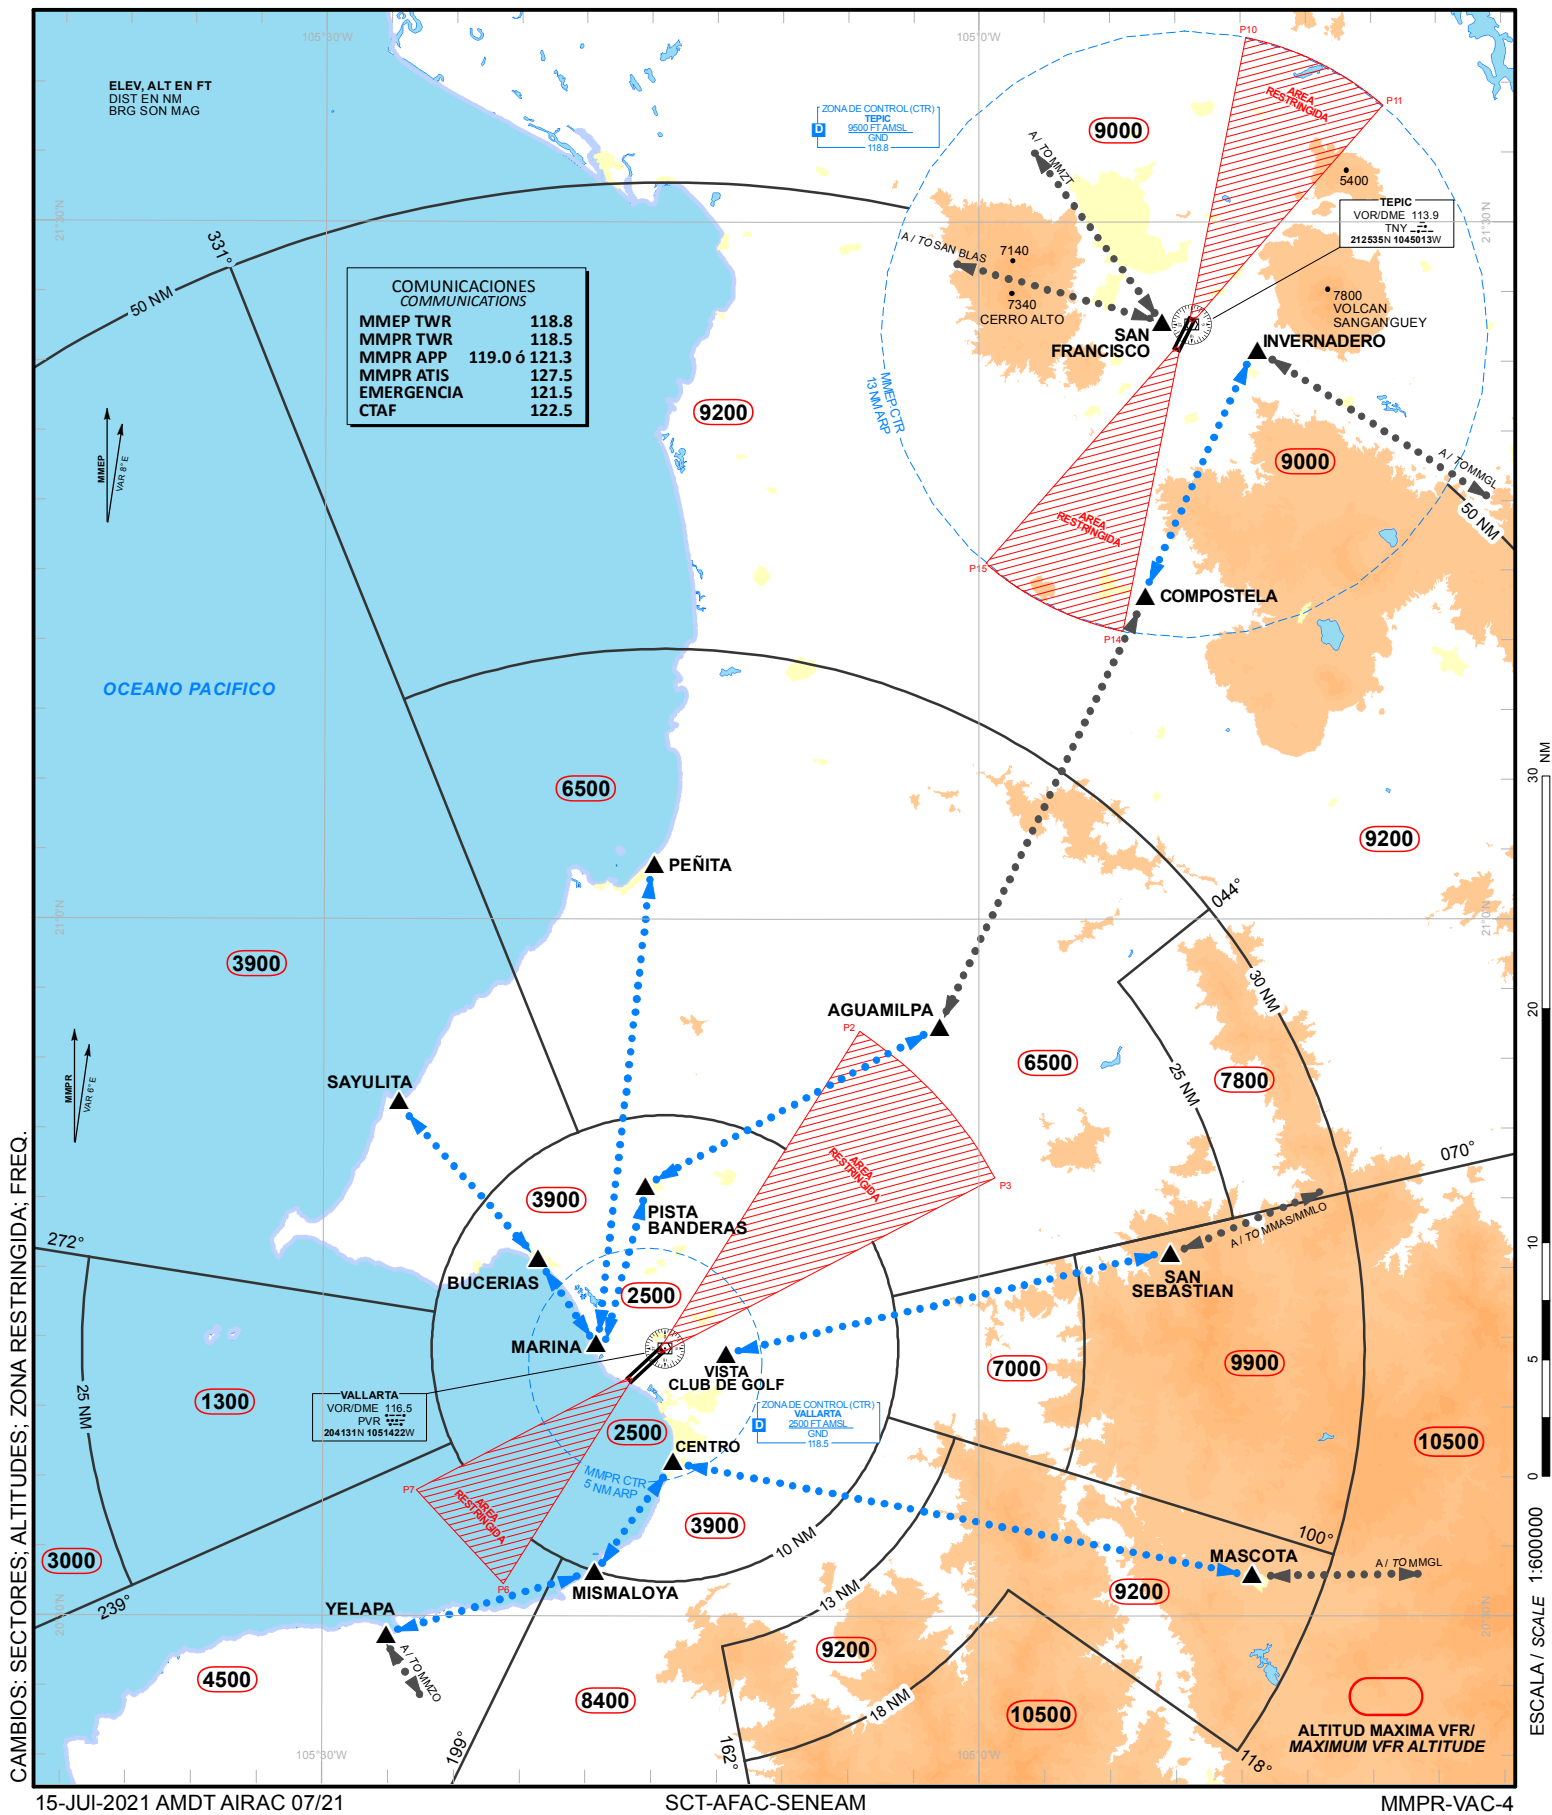 105°30'W
105°0'W
P10
ELEV, ALT EN FT
DIST EN NM
BRG SON MAG
ZONA DE CONTROL (CTR)
TEPIC
D
9500 FT AMSL
GND
118.8
AREA
RESTRINGIDA
P11
9000
A / TO MMZT
5400
TEPIC
VOR/DME 113.9
TNY
212535N 1045013W
21°30'N
21°30'N
331°
50 NM
A / TO SAN BLAS
7140
7340
CERRO ALTO
7800
VOLCAN
SANGANGUEY
COMUNICACIONES
COMMUNICATIONS
MMEP TWR 118.8
MMPR TWR 118.5
MMPR APP 119.0 ó 121.3
MMPR ATIS 127.5
EMERGENCIA 121.5
CTAF 122.5
SAN
FRANCISCO
INVERNADERO
MMEP CTR
13 NM ARP
9200
9000
A / TO MMGL
50 NM
MMEP
VAR 8° E
AREA
RESTRINGIDA
P15
COMPOSTELA
P14
OCEANO PACIFICO
6500
9200
PEÑITA
044°
21°0'N
21°0'N
3900
30 NM
AGUAMILPA
P2
6500
7800
25 NM
MMPR
VAR 6° E
SAYULITA
070°
AREA
RESTRINGIDA
P3
3900
PISTA
BANDERAS
A / TO MMAS/MMLO
272°
BUCERIAS
SAN
SEBASTIAN
2500
MARINA
VISTA
CLUB DE GOLF
7000
9900
25 NM
1300
VALLARTA
VOR/DME 116.5
PVR
204131N 1051422W
ZONA DE CONTROL (CTR)
VALLARTA
D
2500 FT AMSL
GND
118.5
2500
CENTRO
10500
MMPR CTR
5 NM ARP
P7
AREA
RESTRINGIDA
3900
10 NM
100°
3000
MASCOTA
A / TO MMGL
P6
MISMALOYA
9200
239°
13 NM
YELAPA
20°30'N
A / TO MMZO
4500
9200
8400
18 NM
10500
199°
162°
118°
105°30'W
105°0'W
ALTITUD MAXIMA VFR/
MAXIMUM VFR ALTITUDE
CAMBIOS: SECTORES; ALTITUDES; ZONA RESTRINGIDA; FREQ.
30 NM
20
10
5
0
ESCALA / SCALE 1:600000
15-JUl-2021 AMDT AIRAC 07/21
SCT-AFAC-SENEAM
MMPR-VAC-4